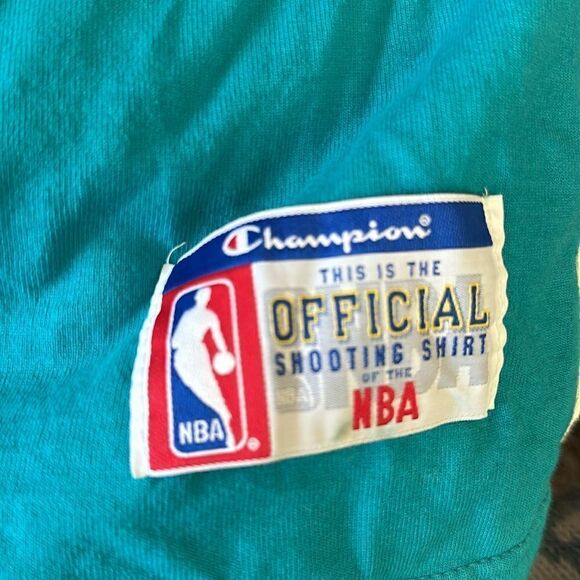 Champion®
THIS IS THE
OFFICIAL
SHOOTING SHIRT
OF THE
NBA
NBA
®